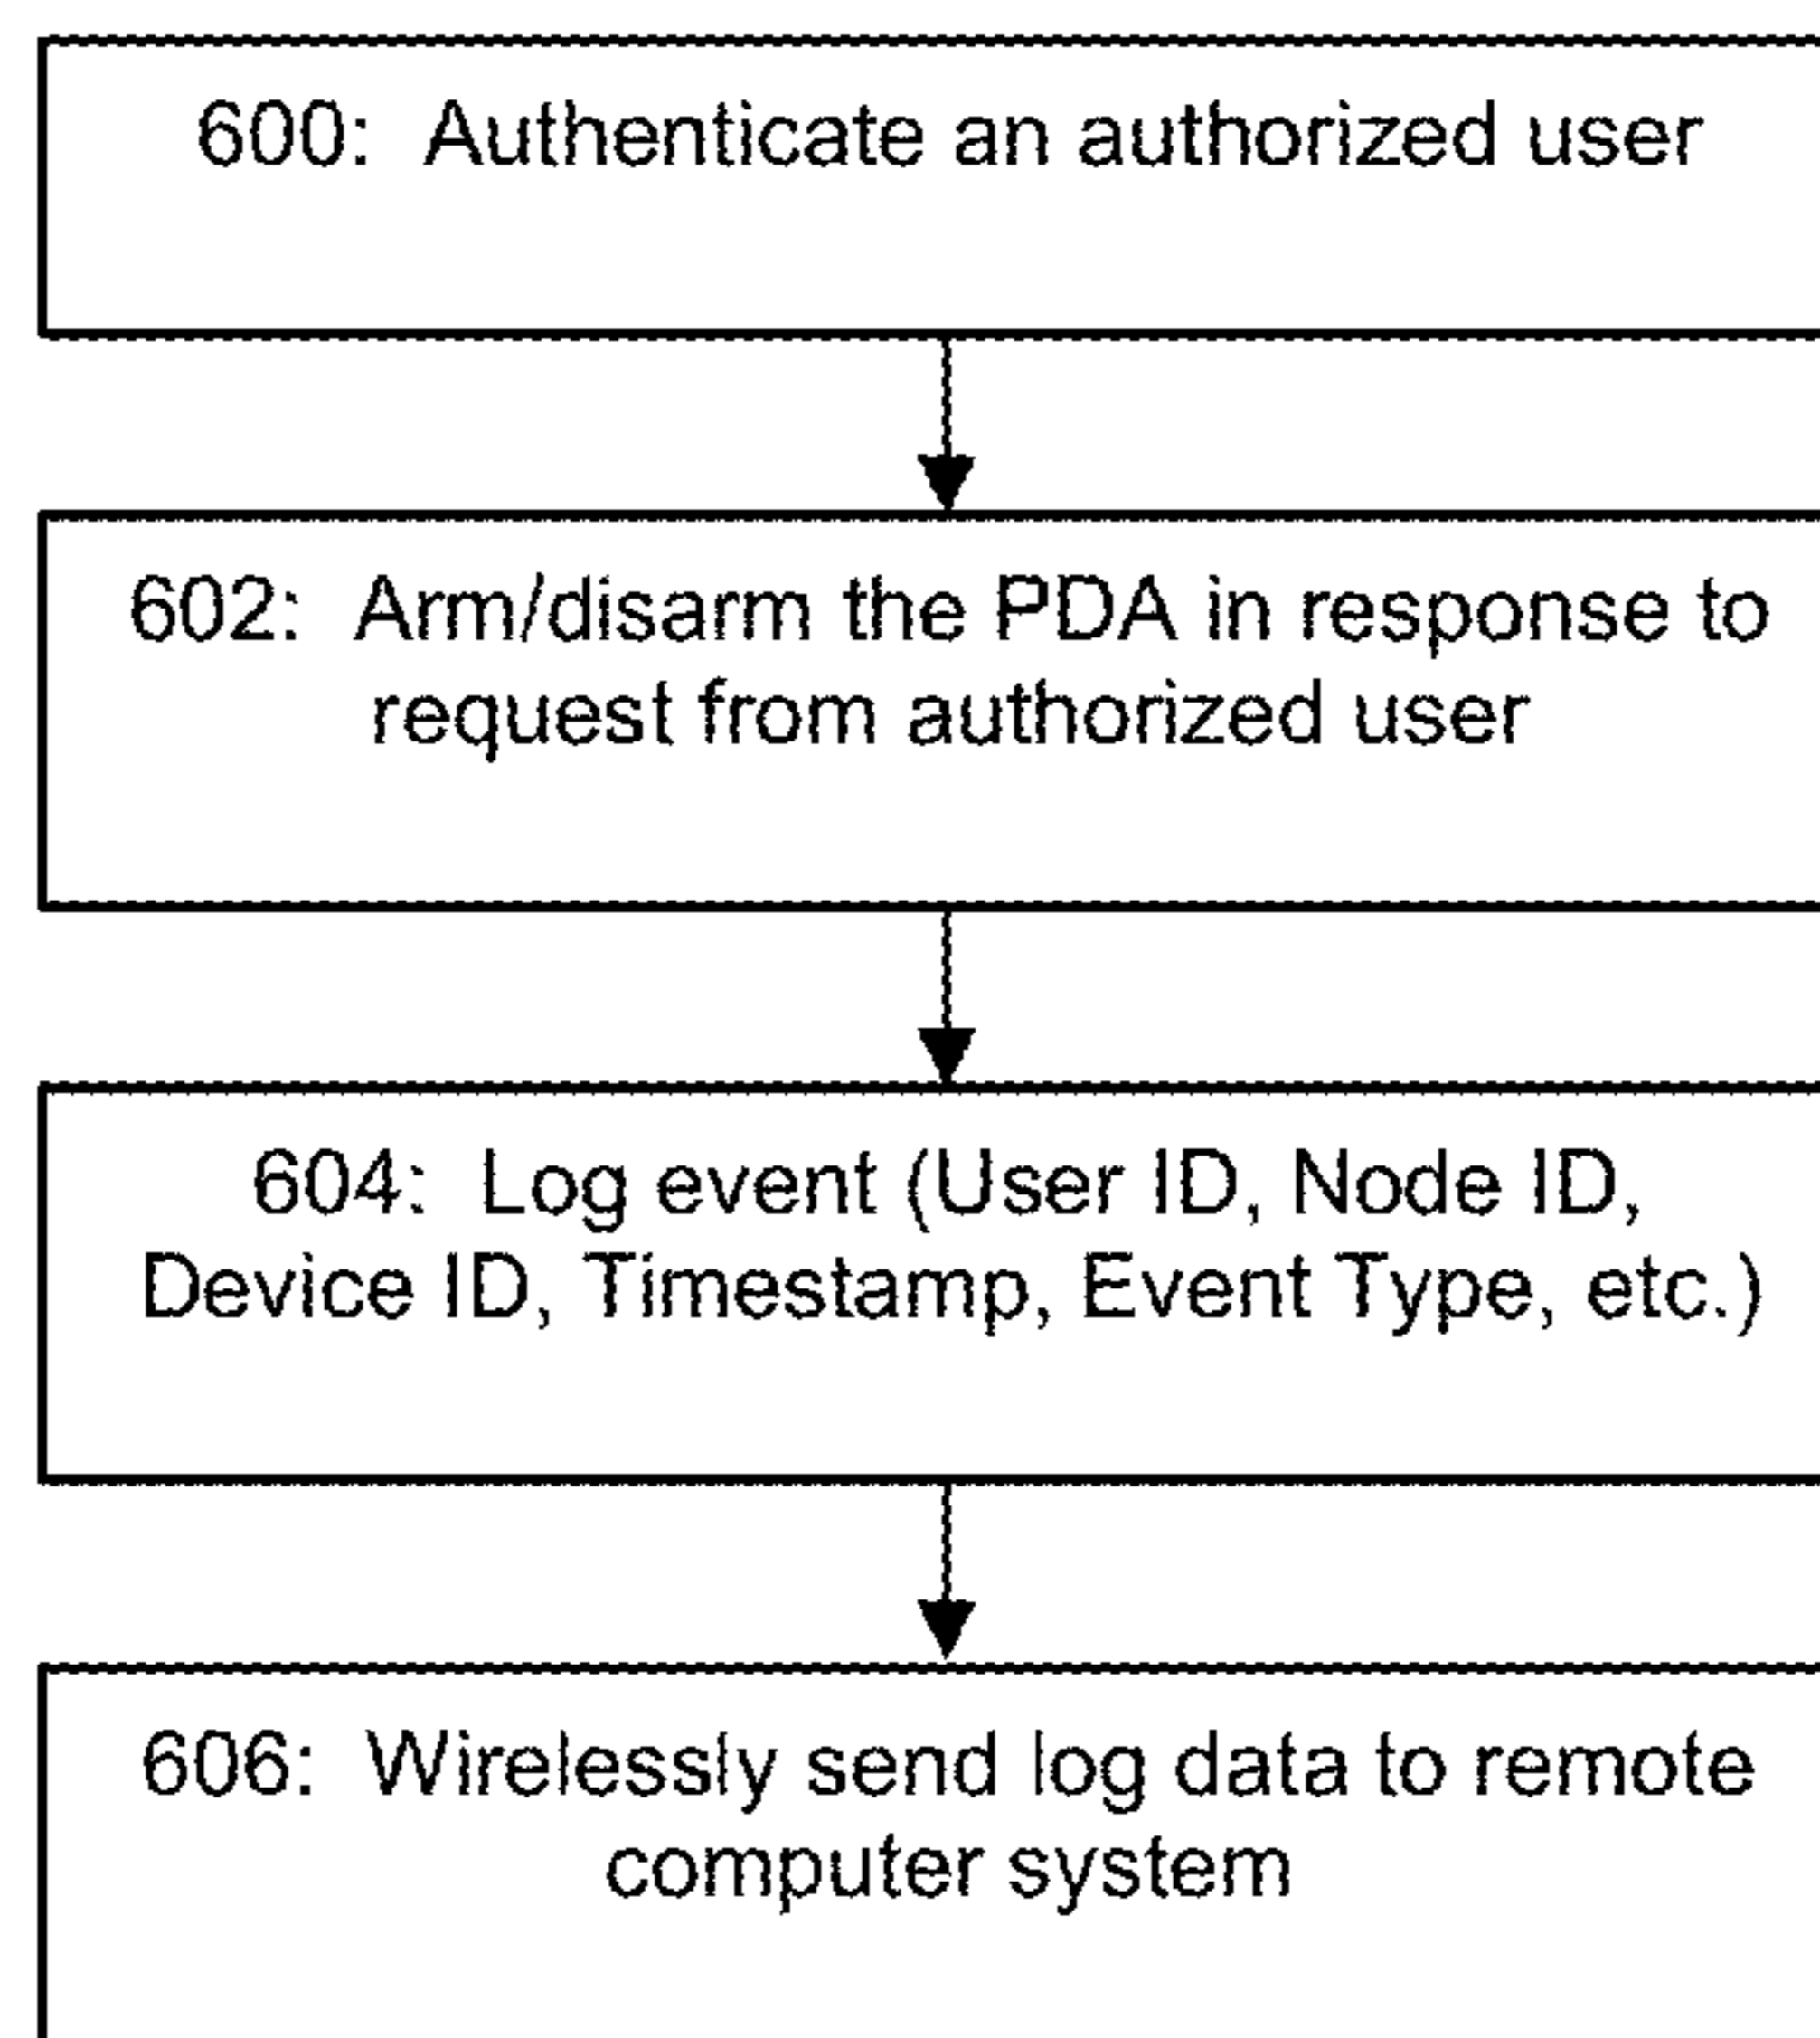 600: Authenticate an authorized user
602: Arm/disarm the PDA in response to
request from authorized user
604: Log event (User ID, Node ID,
Device ID, Timestamp, Event Type, etc.)
606: Wirelessly send log data to remote
computer system